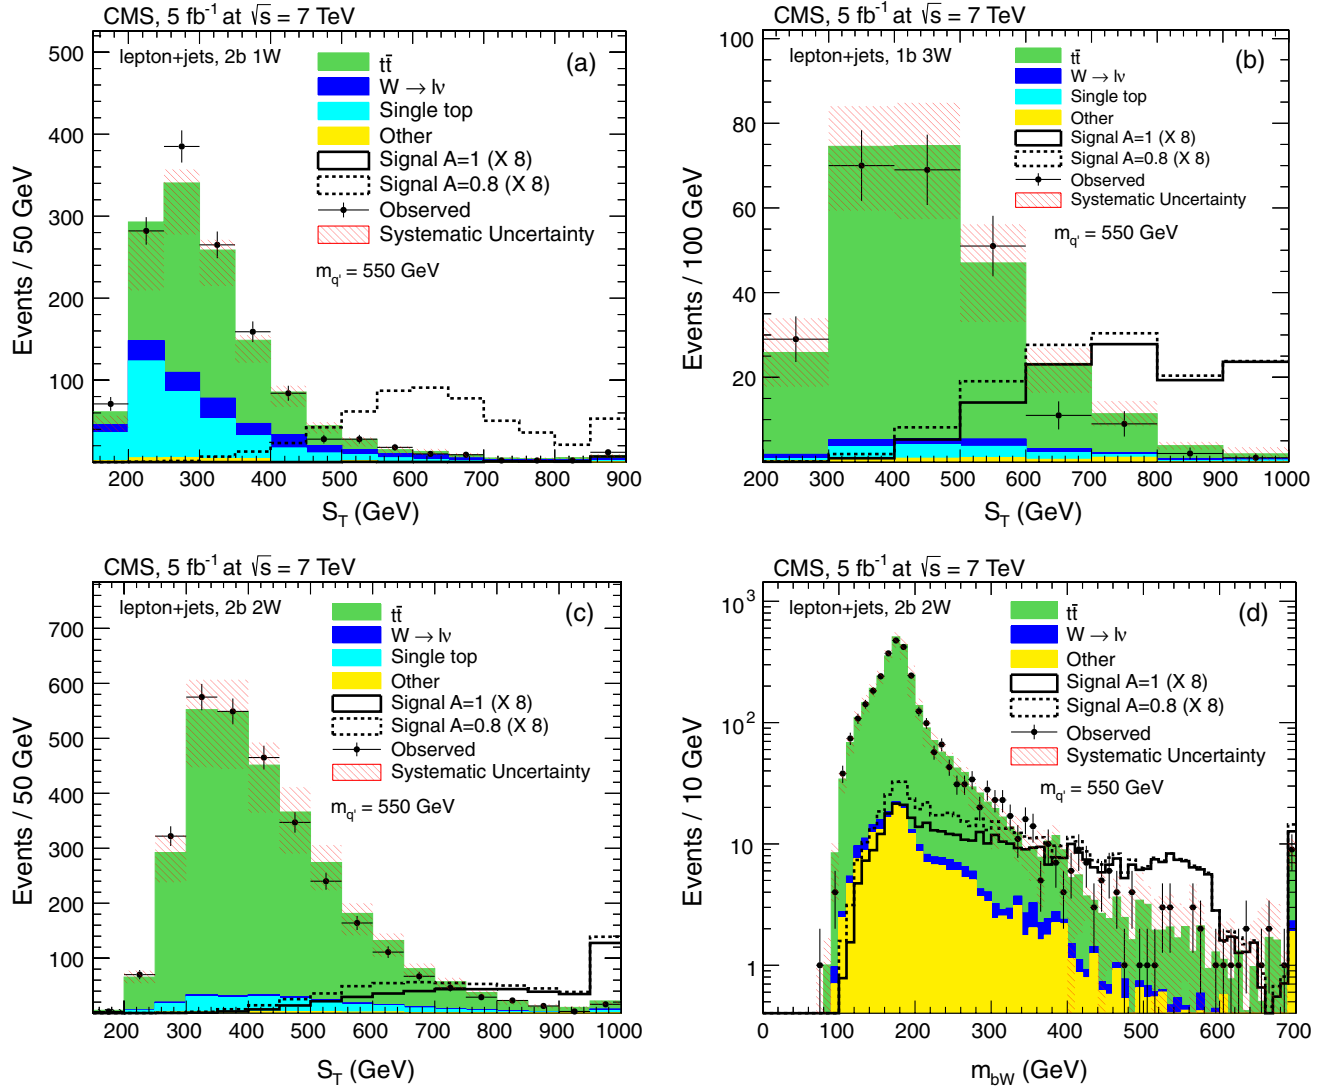 CMS, 5 fb⁻¹ at √s = 7 TeV
lepton+jets, 2b 1W
(a)
tt̄
W → lν
Single top
Other
Signal A=1 (X 8)
Signal A=0.8 (X 8)
Observed
Systematic Uncertainty
m_q' = 550 GeV
Events / 50 GeV
500
400
300
200
100
200 300 400 500 600 700 800 900
S_T (GeV)
CMS, 5 fb⁻¹ at √s = 7 TeV
lepton+jets, 1b 3W
(b)
tt̄
W → lν
Single top
Other
Signal A=1 (X 8)
Signal A=0.8 (X 8)
Observed
Systematic Uncertainty
m_q' = 550 GeV
Events / 100 GeV
100
80
60
40
20
200 300 400 500 600 700 800 900 1000
S_T (GeV)
CMS, 5 fb⁻¹ at √s = 7 TeV
lepton+jets, 2b 2W
(c)
tt̄
W → lν
Single top
Other
Signal A=1 (X 8)
Signal A=0.8 (X 8)
Observed
Systematic Uncertainty
m_q' = 550 GeV
Events / 50 GeV
700
600
500
400
300
200
100
200 300 400 500 600 700 800 900 1000
S_T (GeV)
CMS, 5 fb⁻¹ at √s = 7 TeV
lepton+jets, 2b 2W
(d)
tt̄
W → lν
Other
Signal A=1 (X 8)
Signal A=0.8 (X 8)
Observed
Systematic Uncertainty
m_q' = 550 GeV
Events / 10 GeV
10³
10²
10
1
0 100 200 300 400 500 600 700
m_bW (GeV)